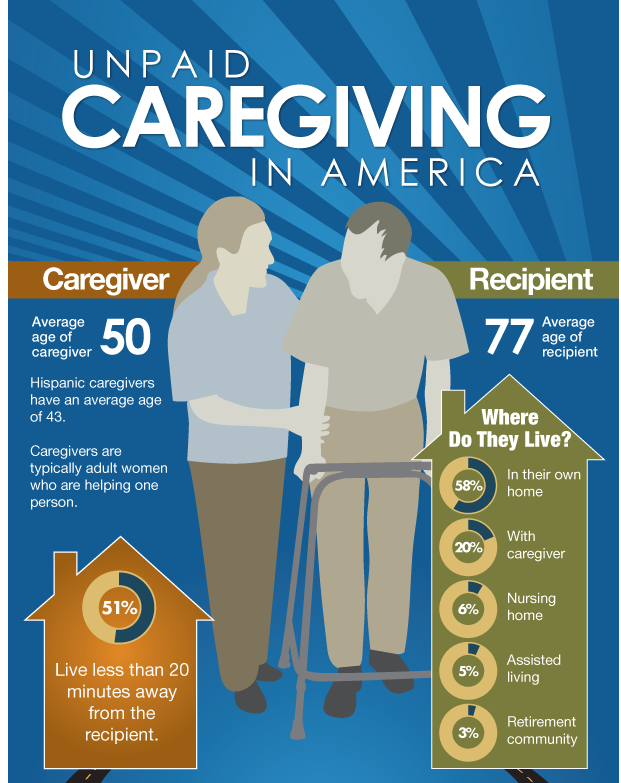 UNPAID
CAREGIVING
IN AMERICA
Caregiver
Average
age of
caregiver
50
Hispanic caregivers
have an average age
of 43.
Caregivers are
typically adult women
who are helping one
person.
51%
Live less than 20
minutes away
from the
recipient.
Recipient
77
Average
age of
recipient
Where
Do They Live?
58%
In their own
home
20%
With
caregiver
6%
Nursing
home
5%
Assisted
living
3%
Retirement
community